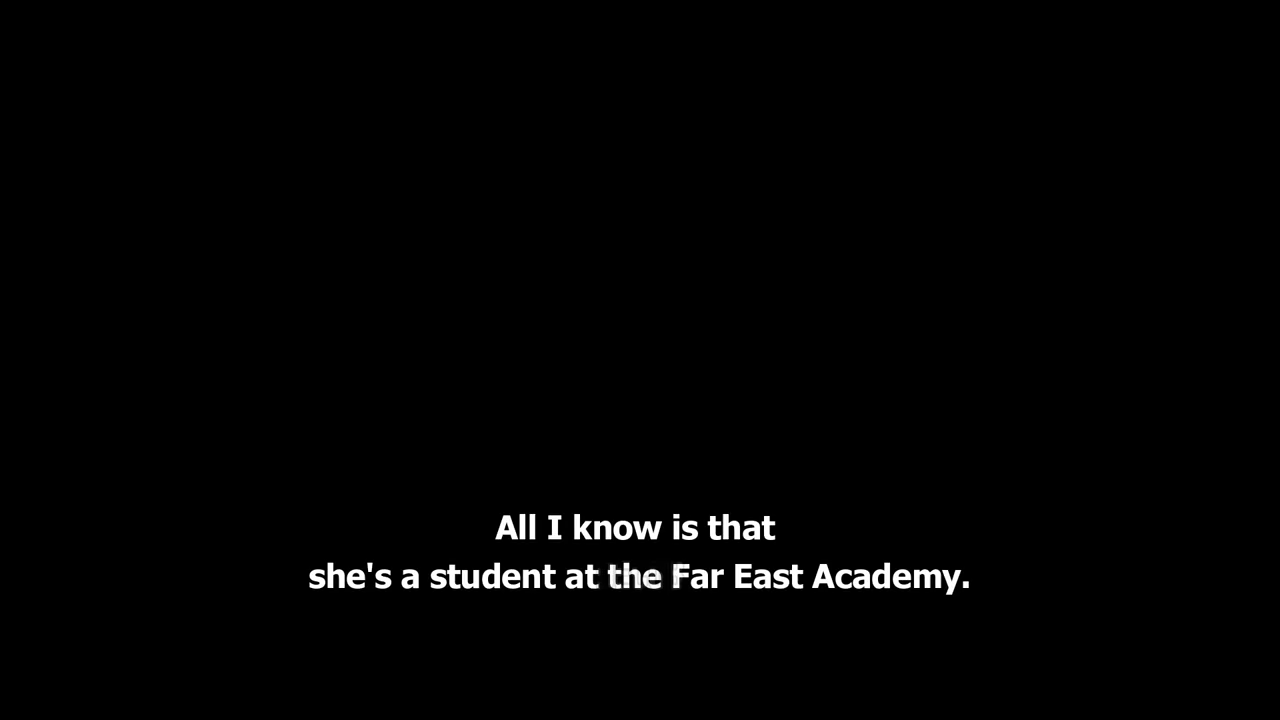 All I know is that
she's a student at the Far East Academy.